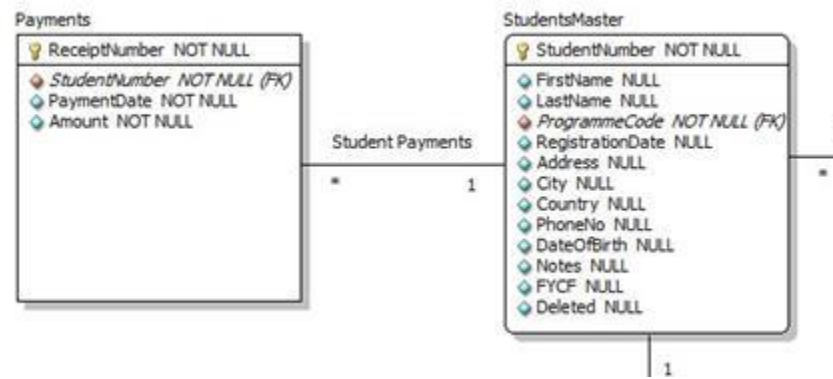 Payments
ReceiptNumber NOT NULL
StudentNumber NOT NULL (FK)
PaymentDate NOT NULL
Amount NOT NULL
Student Payments
*
1
StudentsMaster
StudentNumber NOT NULL
FirstName NULL
LastName NULL
ProgrammeCode NOT NULL (FK)
RegistrationDate NULL
Address NULL
City NULL
Country NULL
PhoneNo NULL
DateOfBirth NULL
Notes NULL
FYCF NULL
Deleted NULL
*
1